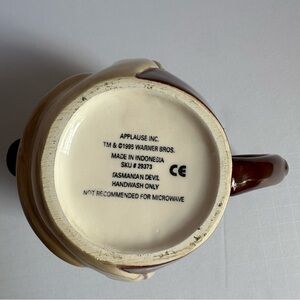 APPLAUSE INC.
TM & ©1995 WARNER BROS.
MADE IN INDONESIA
SKU # 29373
CE
TASMANIAN DEVIL
HANDWASH ONLY
NOT RECOMMENDED FOR MICROWAVE